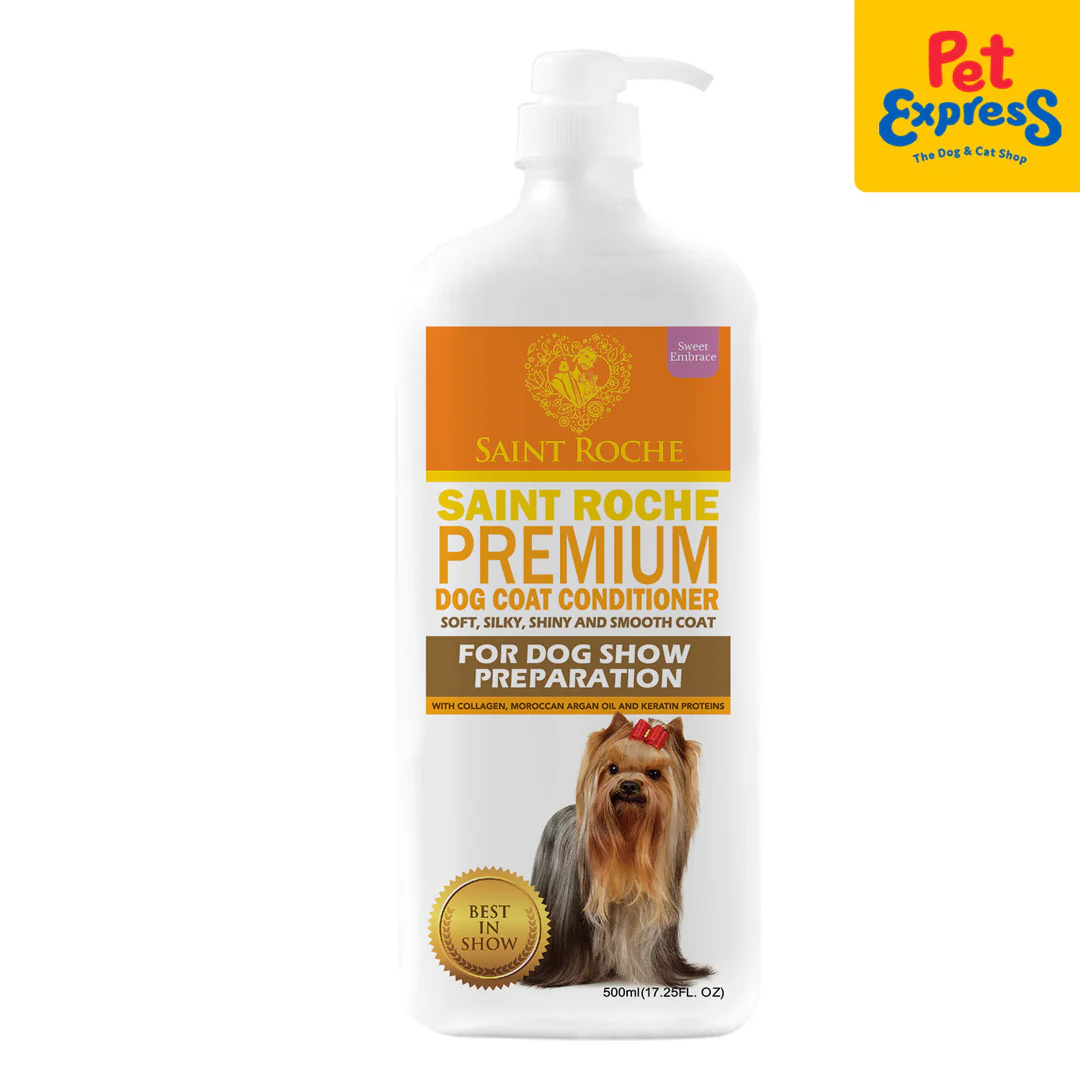 Pet
Express
The Dog & Cat Shop
Sweet
Embrace
SAINT ROCHE
SAINT ROCHE
PREMIUM
DOG COAT CONDITIONER
SOFT, SILKY, SHINY AND SMOOTH COAT
FOR DOG SHOW
PREPARATION
WITH COLLAGEN, MOROCCAN ARGAN OIL AND KERATIN PROTEINS
BEST
IN
SHOW
500ml(17.25FL. OZ)